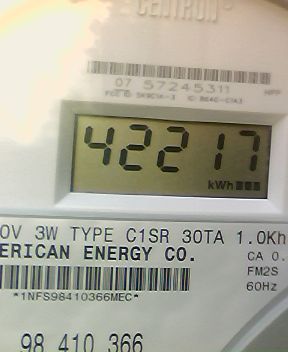 CENTRON®
07 57245311
42217
kWh
0V 3W TYPE C1SR 30TA 1.0Kh
ERICAN ENERGY CO.
CA 0.
FM2S
*1NFS98410366MEC*
60Hz
98 410 366